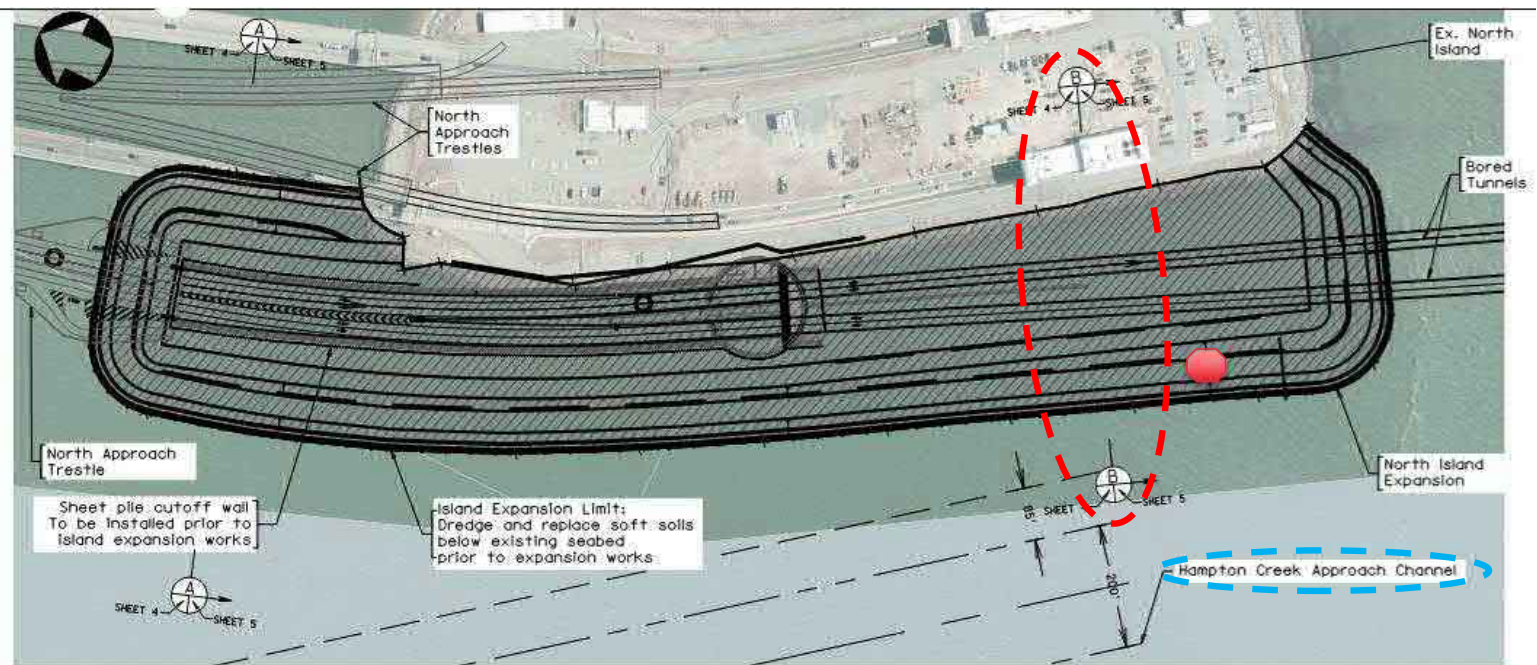 A
SHEET 4
SHEET 5
North
Approach
Trestles
B
SHEET 4
SHEET 5
Ex. North
Island
Bored
Tunnels
North Approach
Trestle
Sheet pile cutoff wall
To be installed prior to
island expansion works
Island Expansion Limit:
Dredge and replace soft soils
below existing seabed
prior to expansion works
North Island
Expansion
85'
B
SHEET
SHEET 5
200'
Hampton Creek Approach Channel
A
SHEET 4
SHEET 5